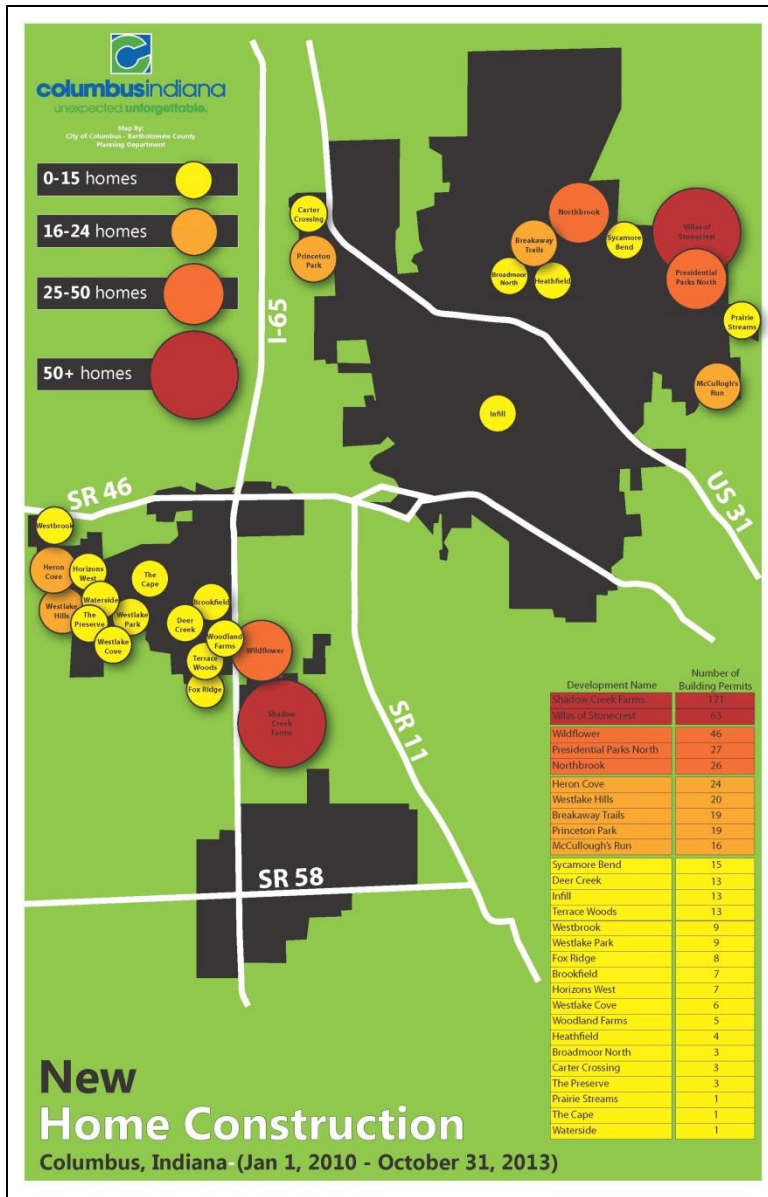 columbusindiana
unexpected.unforgettable.
Map By:
City of Columbus - Bartholomew County
Planning Department
0-15 homes
16-24 homes
25-50 homes
50+ homes
I-65
SR 46
US 31
SR 11
SR 58
Carter
Crossing
Princeton
Park
Northbrook
Breakaway
Trails
Sycamore
Bend
Villas of
Stonecrest
Broadmoor
North
Heathfield
Presidential
Parks North
Prairie
Streams
McCullogh's
Run
Infill
Westbrook
Heron
Cove
Horizons
West
The
Cape
Westlake
Hills
Waterside
The
Preserve
Westlake
Park
Westlake
Cove
Brookfield
Deer
Creek
Woodland
Farms
Wildflower
Terrace
Woods
Fox Ridge
Shadow
Creek
Farms
Development Name Number of
Building Permits
Shadow Creek Farms 171
Villas of Stonecrest 63
Wildflower 46
Presidential Parks North 27
Northbrook 26
Heron Cove 24
Westlake Hills 20
Breakaway Trails 19
Princeton Park 19
McCullough's Run 16
Sycamore Bend 15
Deer Creek 13
Infill 13
Terrace Woods 13
Westbrook 9
Westlake Park 9
Fox Ridge 8
Brookfield 7
Horizons West 7
Westlake Cove 6
Woodland Farms 5
Heathfield 4
Broadmoor North 3
Carter Crossing 3
The Preserve 3
Prairie Streams 1
The Cape 1
Waterside 1
New
Home Construction
Columbus, Indiana-(Jan 1, 2010 - October 31, 2013)